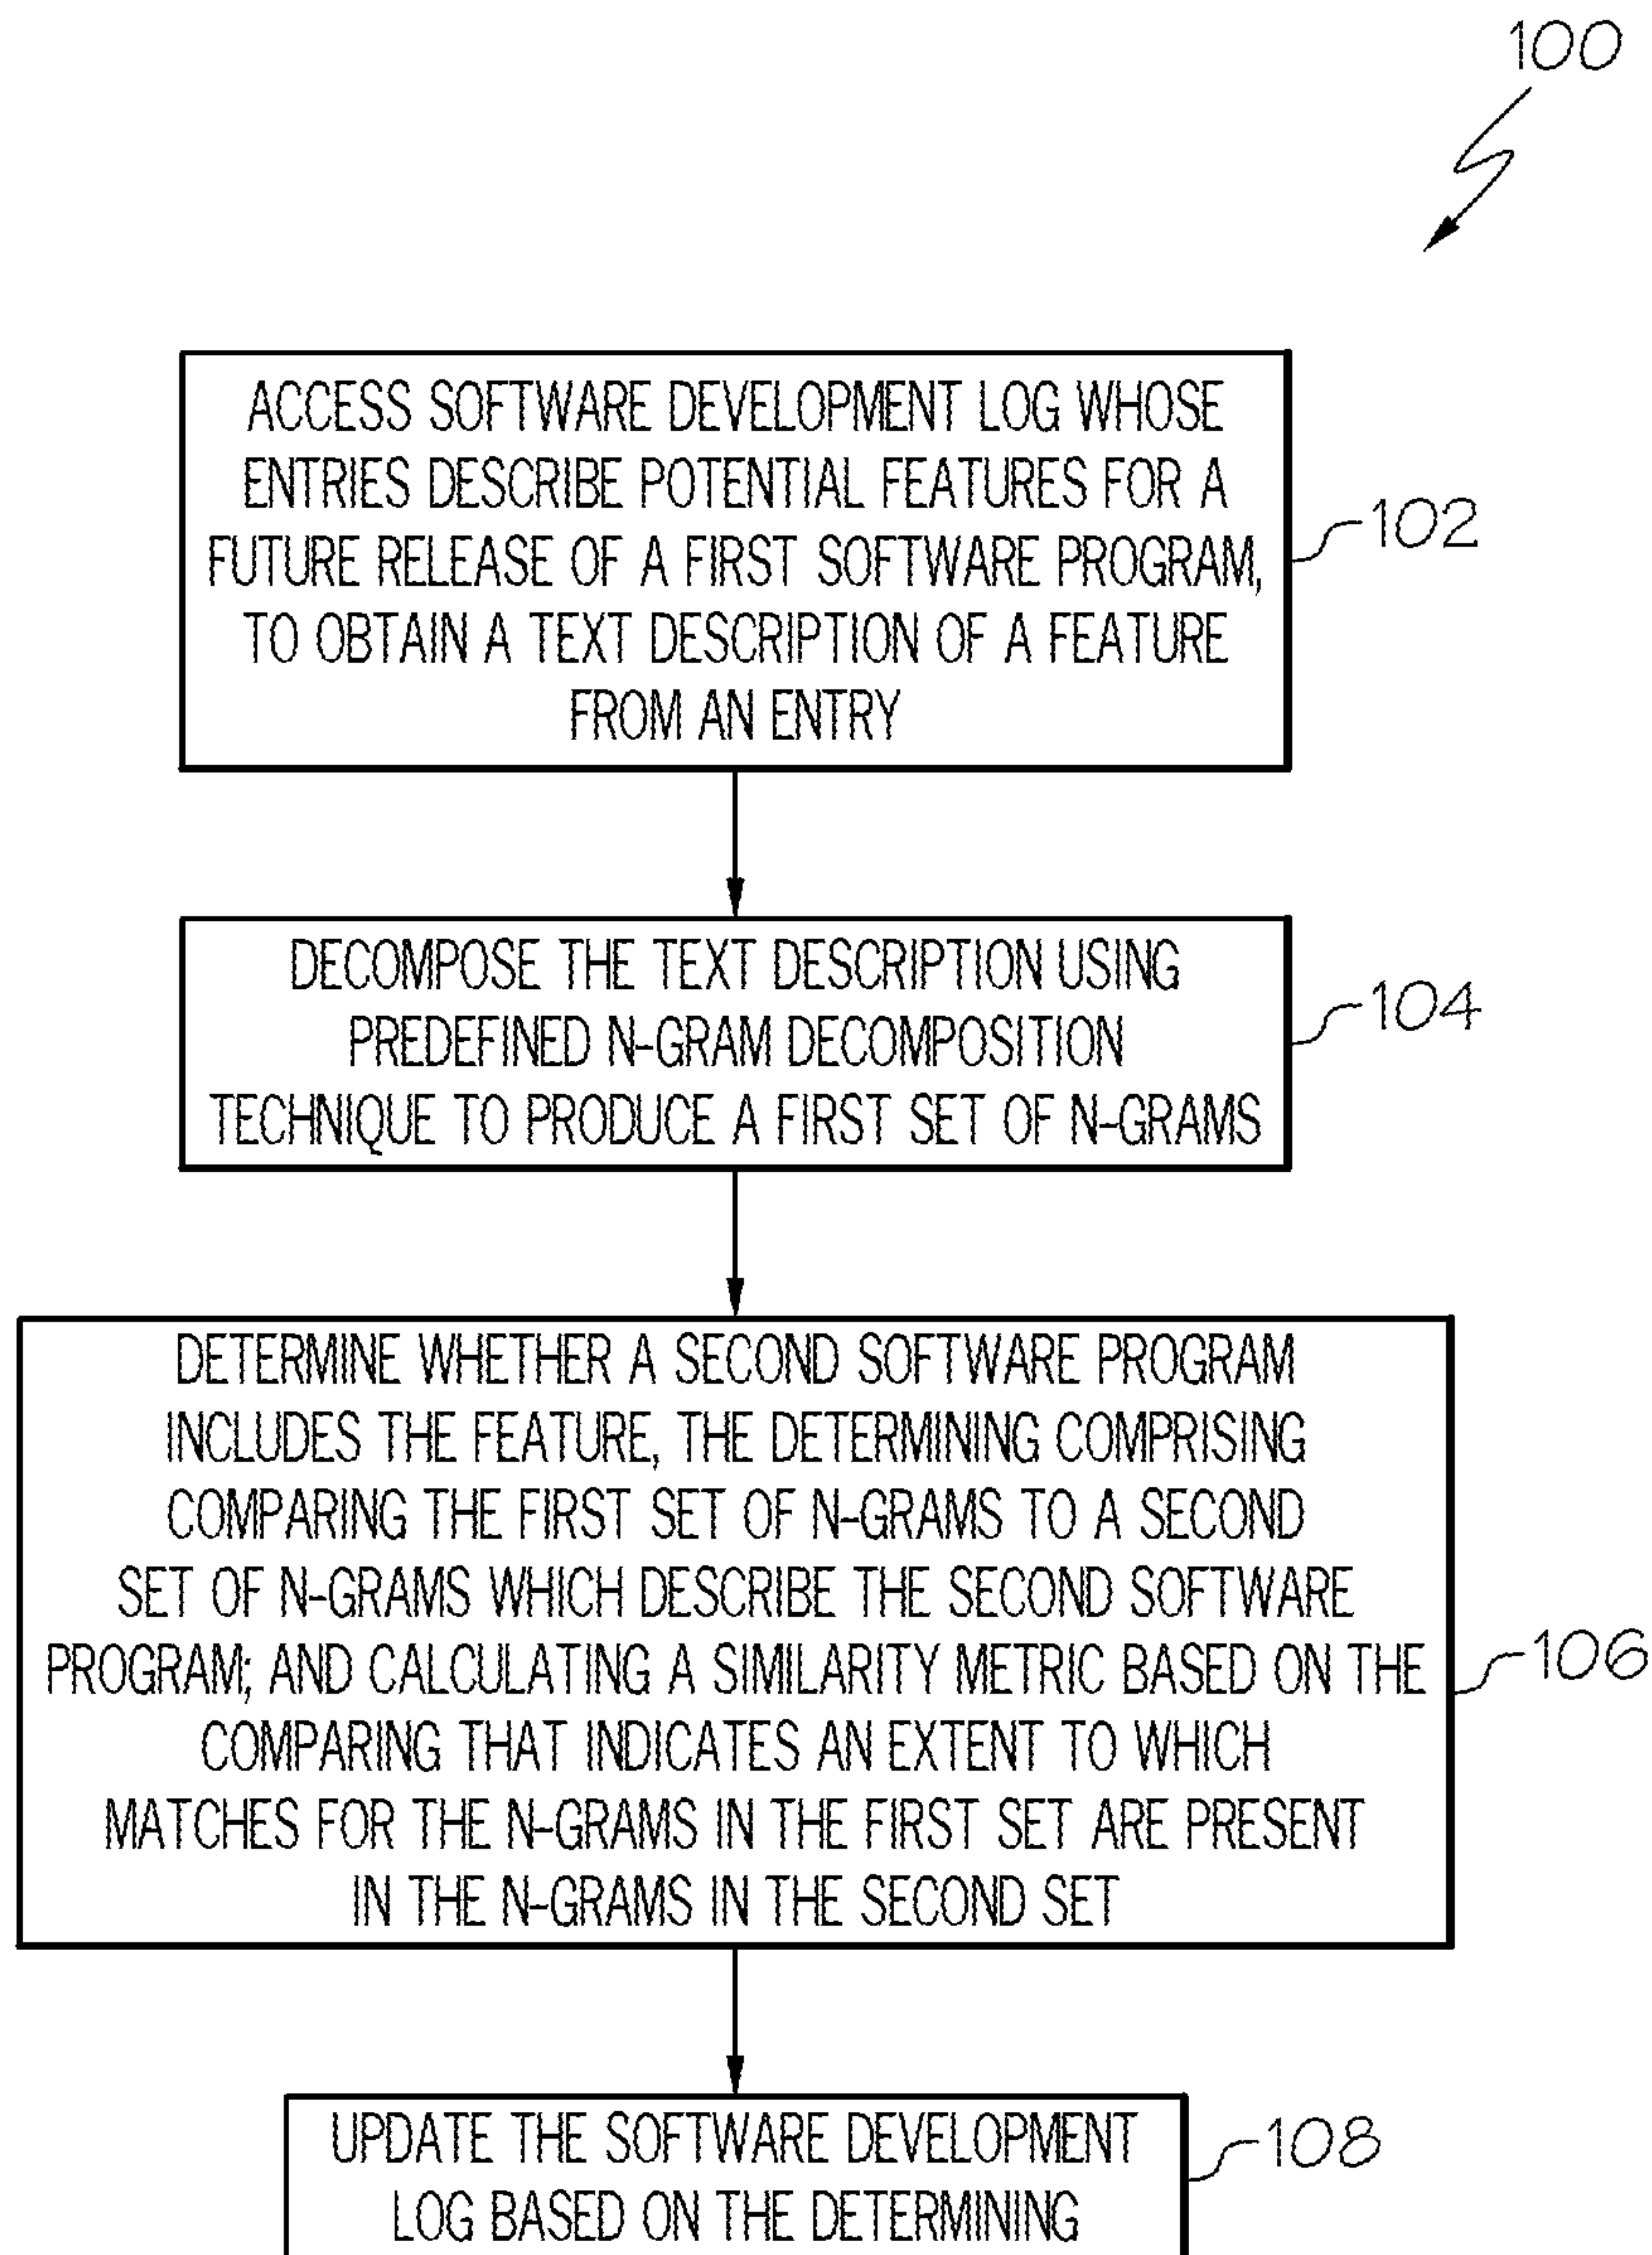 100
ACCESS SOFTWARE DEVELOPMENT LOG WHOSE
ENTRIES DESCRIBE POTENTIAL FEATURES FOR A
FUTURE RELEASE OF A FIRST SOFTWARE PROGRAM,
TO OBTAIN A TEXT DESCRIPTION OF A FEATURE
FROM AN ENTRY
102
DECOMPOSE THE TEXT DESCRIPTION USING
PREDEFINED N-GRAM DECOMPOSITION
TECHNIQUE TO PRODUCE A FIRST SET OF N-GRAMS
104
DETERMINE WHETHER A SECOND SOFTWARE PROGRAM
INCLUDES THE FEATURE, THE DETERMINING COMPRISING
COMPARING THE FIRST SET OF N-GRAMS TO A SECOND
SET OF N-GRAMS WHICH DESCRIBE THE SECOND SOFTWARE
PROGRAM; AND CALCULATING A SIMILARITY METRIC BASED ON THE
COMPARING THAT INDICATES AN EXTENT TO WHICH
MATCHES FOR THE N-GRAMS IN THE FIRST SET ARE PRESENT
IN THE N-GRAMS IN THE SECOND SET
106
UPDATE THE SOFTWARE DEVELOPMENT
LOG BASED ON THE DETERMINING
108